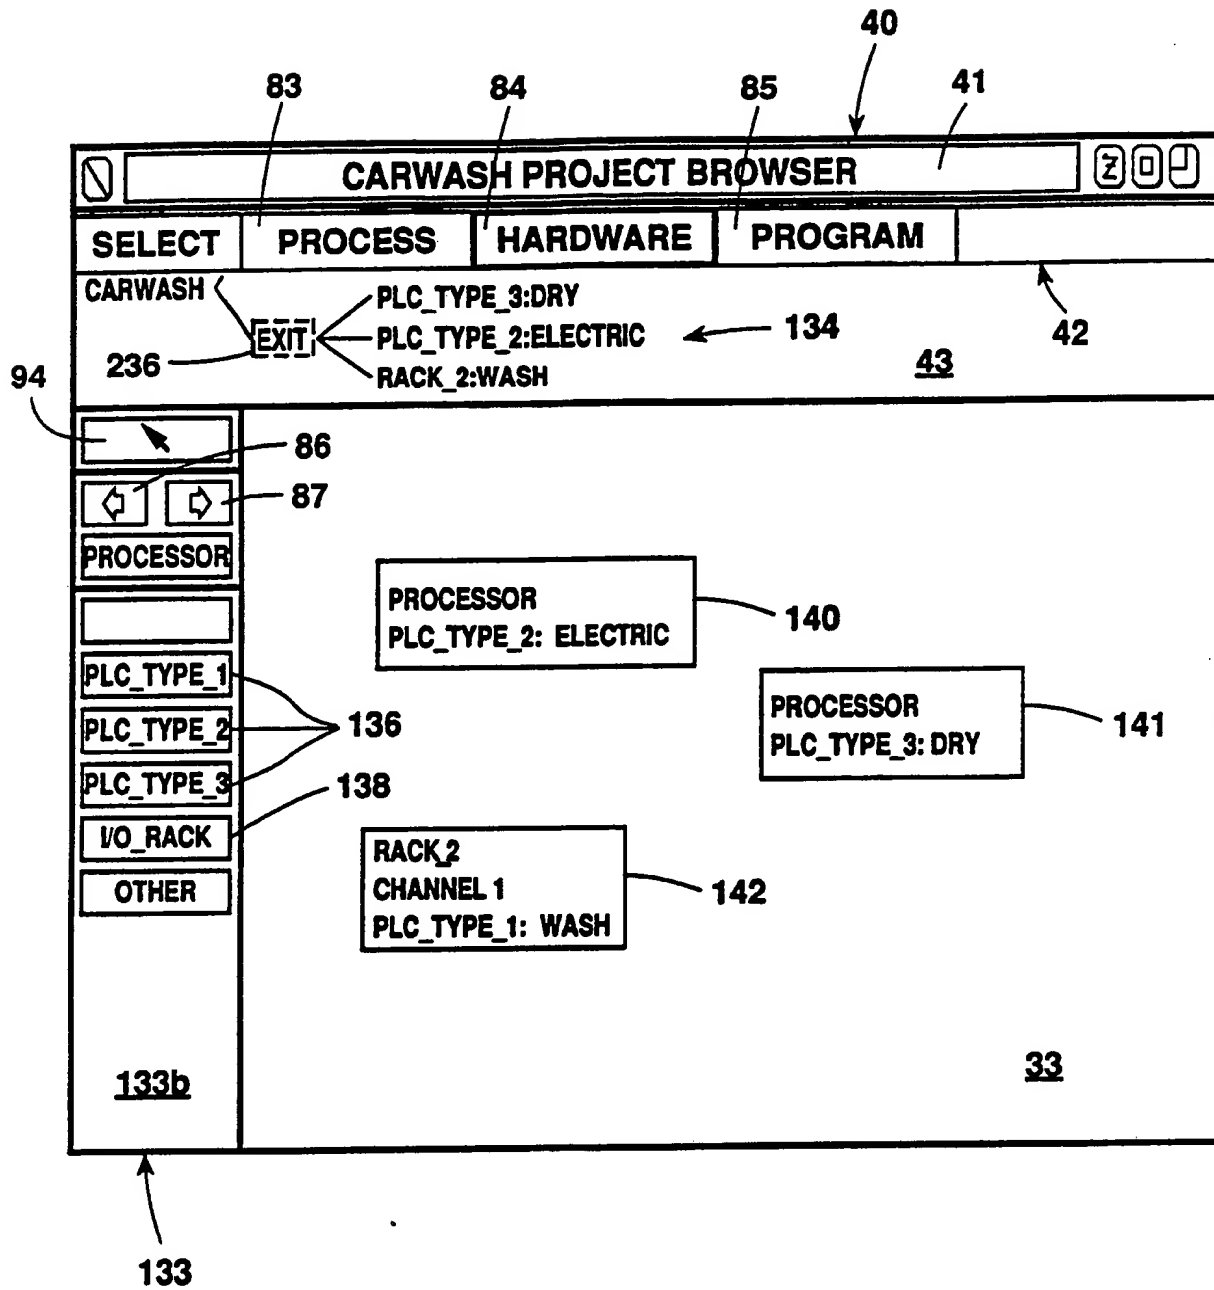 40
83 84 85 41
CARWASH PROJECT BROWSER
SELECT PROCESS HARDWARE PROGRAM
CARWASH
EXIT
PLC_TYPE_3:DRY
PLC_TYPE_2:ELECTRIC
RACK_2:WASH
134
42
43
236
94
86
87
PROCESSOR
PLC_TYPE_1
PLC_TYPE_2
PLC_TYPE_3
136
I/O_RACK
138
OTHER
PROCESSOR
PLC_TYPE_2: ELECTRIC
140
PROCESSOR
PLC_TYPE_3: DRY
141
RACK_2
CHANNEL 1
PLC_TYPE_1: WASH
142
133b
33
133